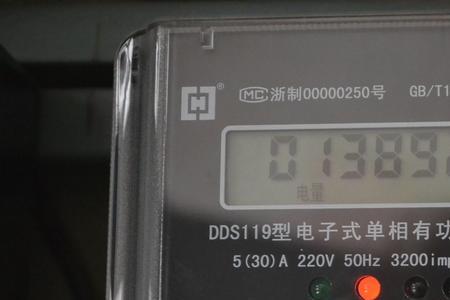 MC 浙制00000250号 GB/T1
01389
电量
DDS119型电子式单相有功
5(30)A 220V 50Hz 3200imp